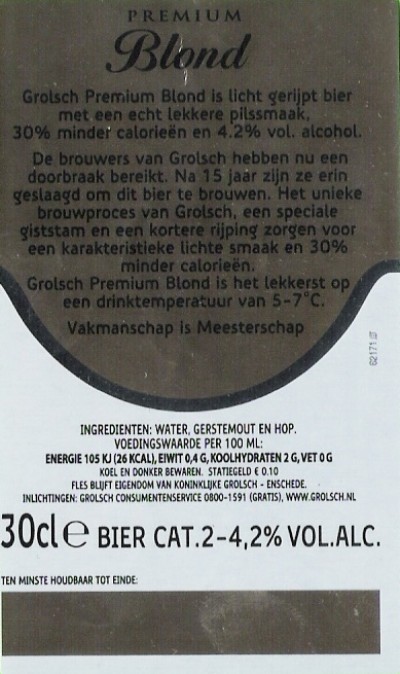 PREMIUM
Blond
Grolsch Premium Blond is licht gerijpt bier
met een echt lekkere pilssmaak,
30% minder calorieën en 4.2% vol. alcohol.
De brouwers van Grolsch hebben nu een
doorbraak bereikt. Na 15 jaar zijn ze erin
geslaagd om dit bier te brouwen. Het unieke
brouwproces van Grolsch, een speciale
giststam en een kortere rijping zorgen voor
een karakteristieke lichte smaak en 30%
minder calorieën.
Grolsch Premium Blond is het lekkerst op
een drinktemperatuur van 5-7°C.
Vakmanschap is Meesterschap
62171
INGREDIENTEN: WATER, GERSTEMOUT EN HOP.
VOEDINGSWAARDE PER 100 ML:
ENERGIE 105 KJ (26 KCAL), EIWIT 0,4 G, KOOLHYDRATEN 2 G, VET 0 G
KOEL EN DONKER BEWAREN. STATIEGELD € 0.10
FLES BLIJFT EIGENDOM VAN KONINKLIJKE GROLSCH - ENSCHEDE.
INLICHTINGEN: GROLSCH CONSUMENTENSERVICE 0800-1591 (GRATIS), WWW.GROLSCH.NL
30cl ℮ BIER CAT.2-4,2% VOL.ALC.
TEN MINSTE HOUDBAAR TOT EINDE: